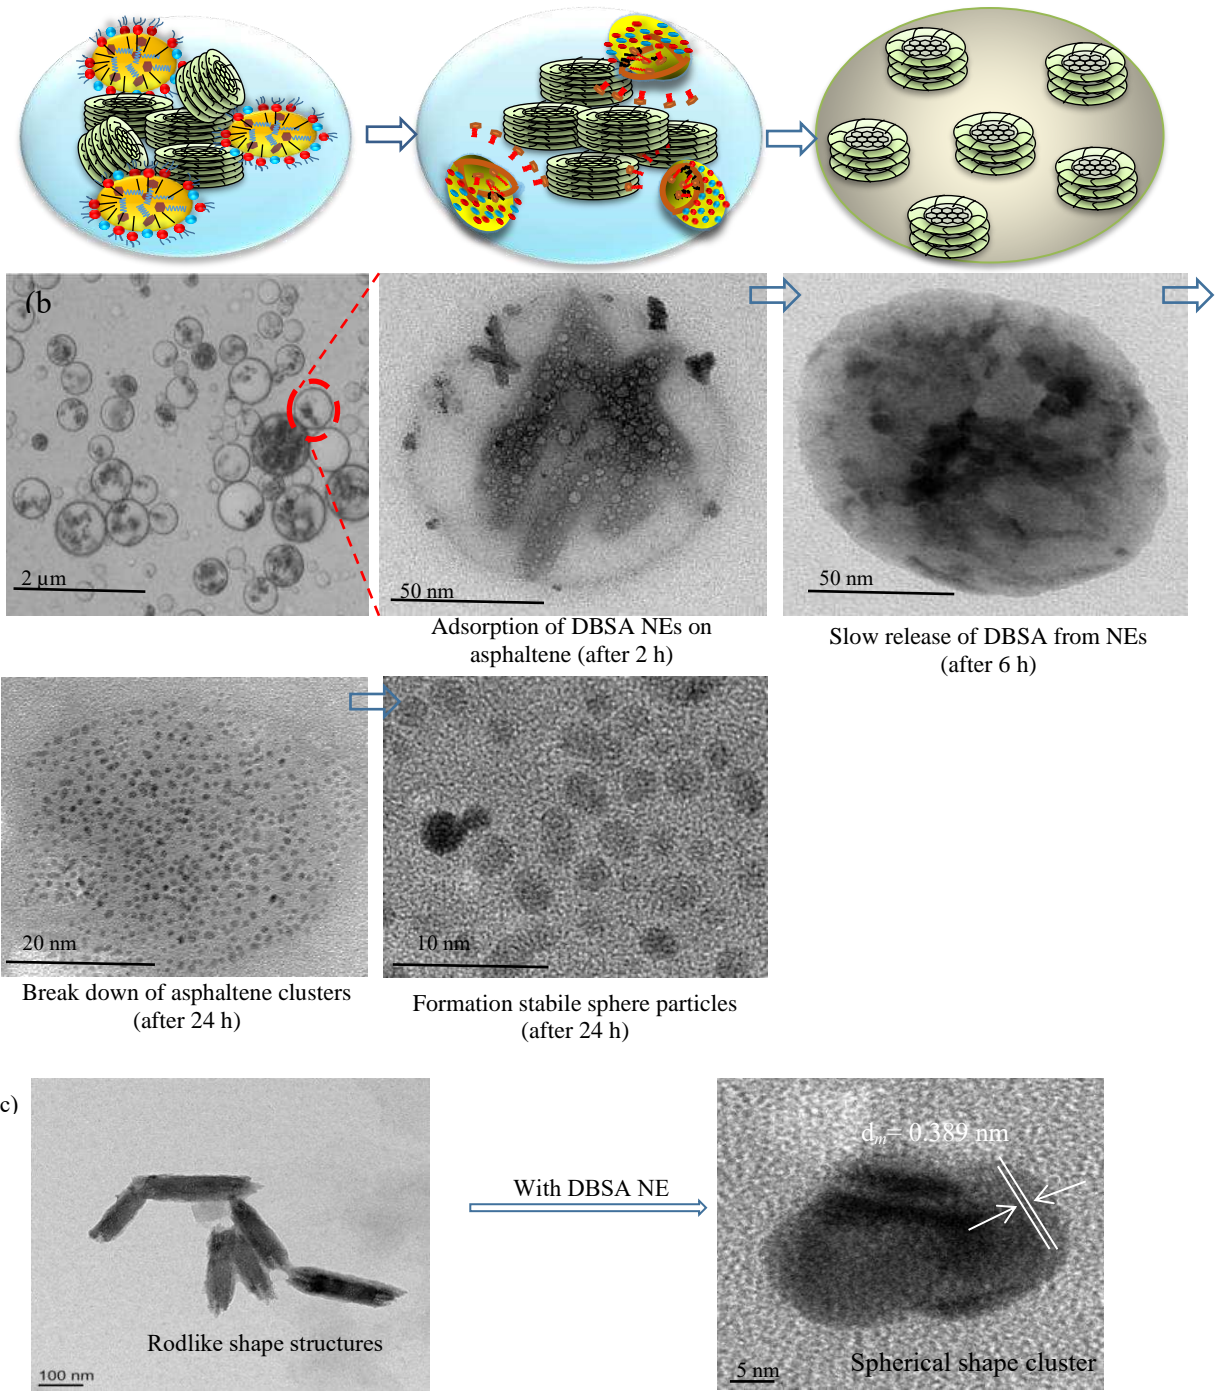 (b
2 µm
50 nm
50 nm
Adsorption of DBSA NEs on
asphaltene (after 2 h)
Slow release of DBSA from NEs
(after 6 h)
20 nm
10 nm
Break down of asphaltene clusters
(after 24 h)
Formation stabile sphere particles
(after 24 h)
c)
With DBSA NE
dm= 0.389 nm
Rodlike shape structures
100 nm
Spherical shape cluster
5 nm